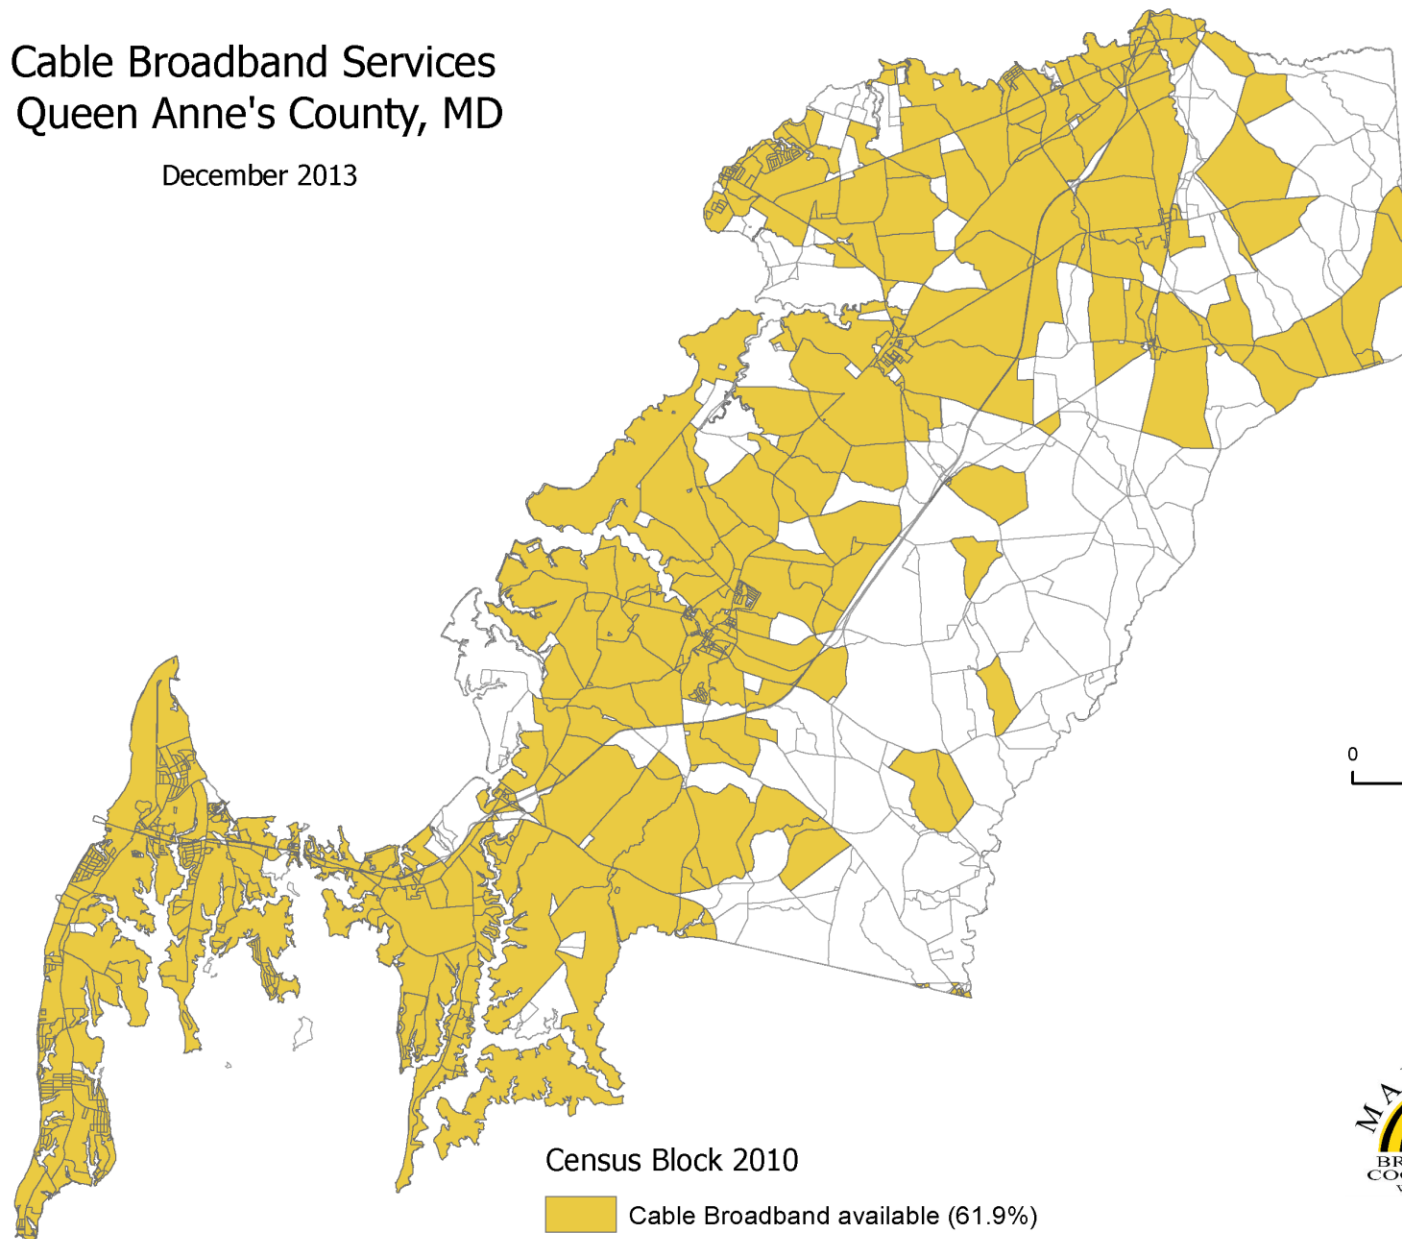 Cable Broadband Services
Queen Anne's County, MD
December 2013
0
Census Block 2010
Cable Broadband available (61.9%)